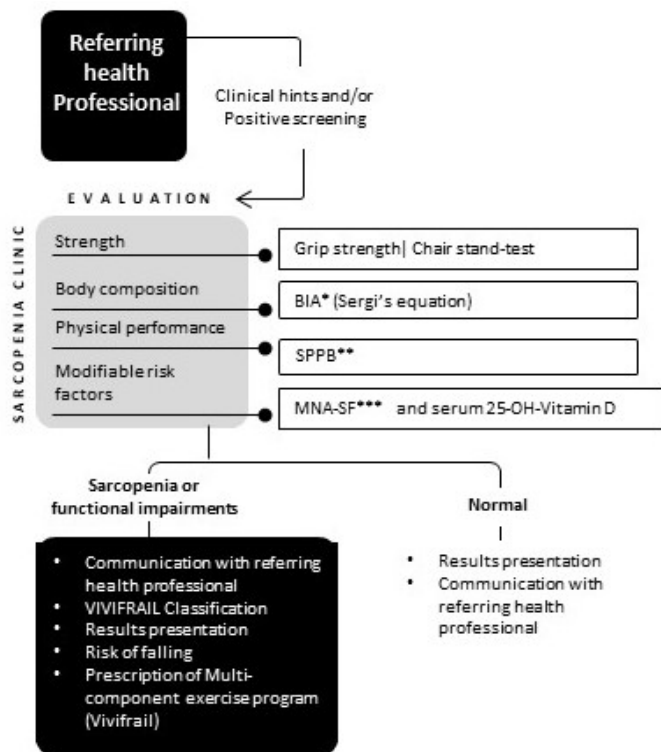 Referring
health
Professional
Clinical hints and/or
Positive screening
EVALUATION
SARCOPENIA CLINIC
Strength
Grip strength| Chair stand-test
Body composition
BIA* (Sergi's equation)
Physical performance
SPPB**
Modifiable risk
factors
MNA-SF*** and serum 25-OH-Vitamin D
Sarcopenia or
functional impairments
• Communication with referring
health professional
• VIVIFRAIL Classification
• Results presentation
• Risk of falling
• Prescription of Multi-
component exercise program
(Vivifrail)
Normal
• Results presentation
• Communication with
referring health
professional